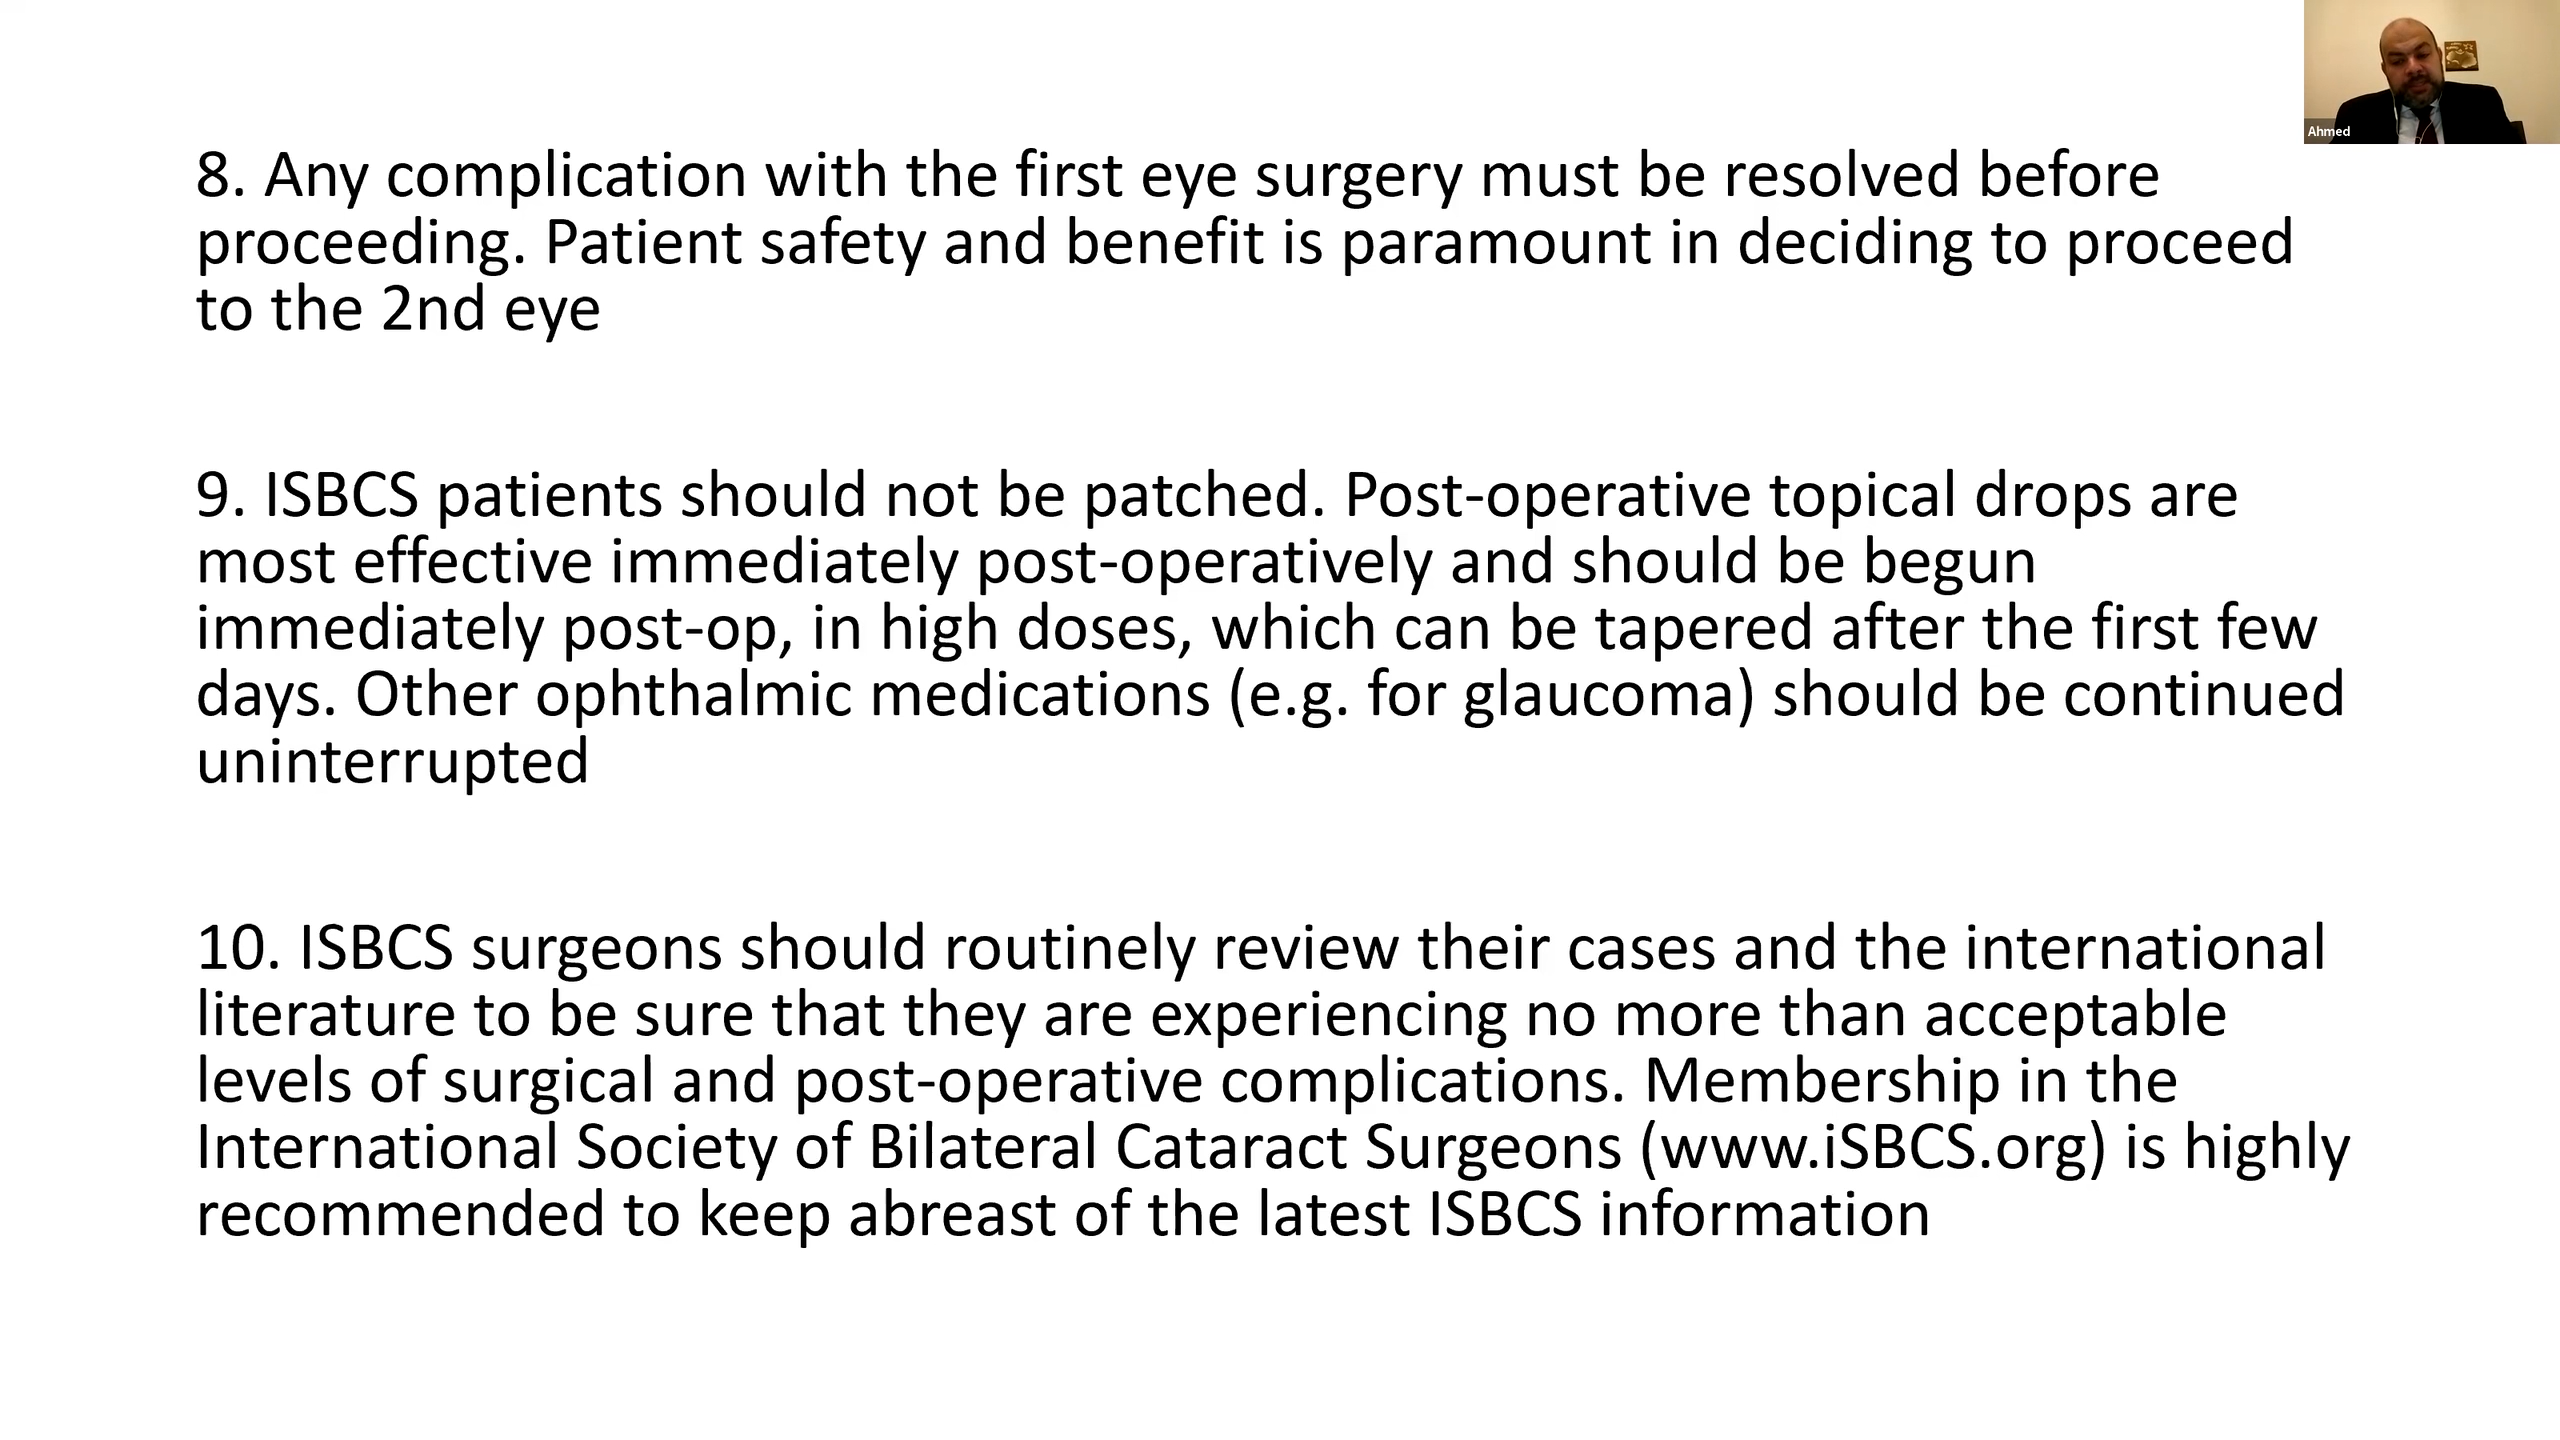 Ahmed
8. Any complication with the first eye surgery must be resolved before
proceeding. Patient safety and benefit is paramount in deciding to proceed
to the 2nd eye
9. ISBCS patients should not be patched. Post-operative topical drops are
most effective immediately post-operatively and should be begun
immediately post-op, in high doses, which can be tapered after the first few
days. Other ophthalmic medications (e.g. for glaucoma) should be continued
uninterrupted
10. ISBCS surgeons should routinely review their cases and the international
literature to be sure that they are experiencing no more than acceptable
levels of surgical and post-operative complications. Membership in the
International Society of Bilateral Cataract Surgeons (www.iSBCS.org) is highly
recommended to keep abreast of the latest ISBCS information